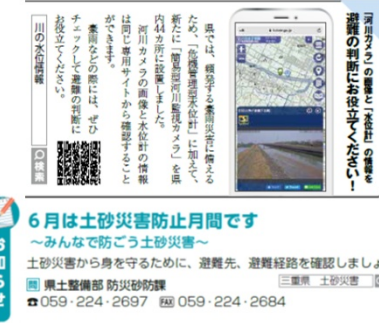 「河川カメラ」の画像と「水位計」の情報を
避難の判断にお役立てください!
県では、頻発する豪雨災害に備える
ため、「危機管理型水位計」に加えて、
新たに「簡易型河川監視カメラ」を県
内44カ所に設置しました。
河川カメラの画像と水位計の情報
は同じ専用サイトから確認すること
ができます。
豪雨などの際には、ぜひ
チェックして避難の判断に
お役立てください。
川の水位情報
検索
お知らせ
6月は土砂災害防止月間です
~みんなで防ごう土砂災害~
土砂災害から身を守るために、避難先、避難経路を確認しましょ
問 県土整備部 防災砂防課
三重県 土砂災害
☎059・224・2697 FAX 059・224・2684